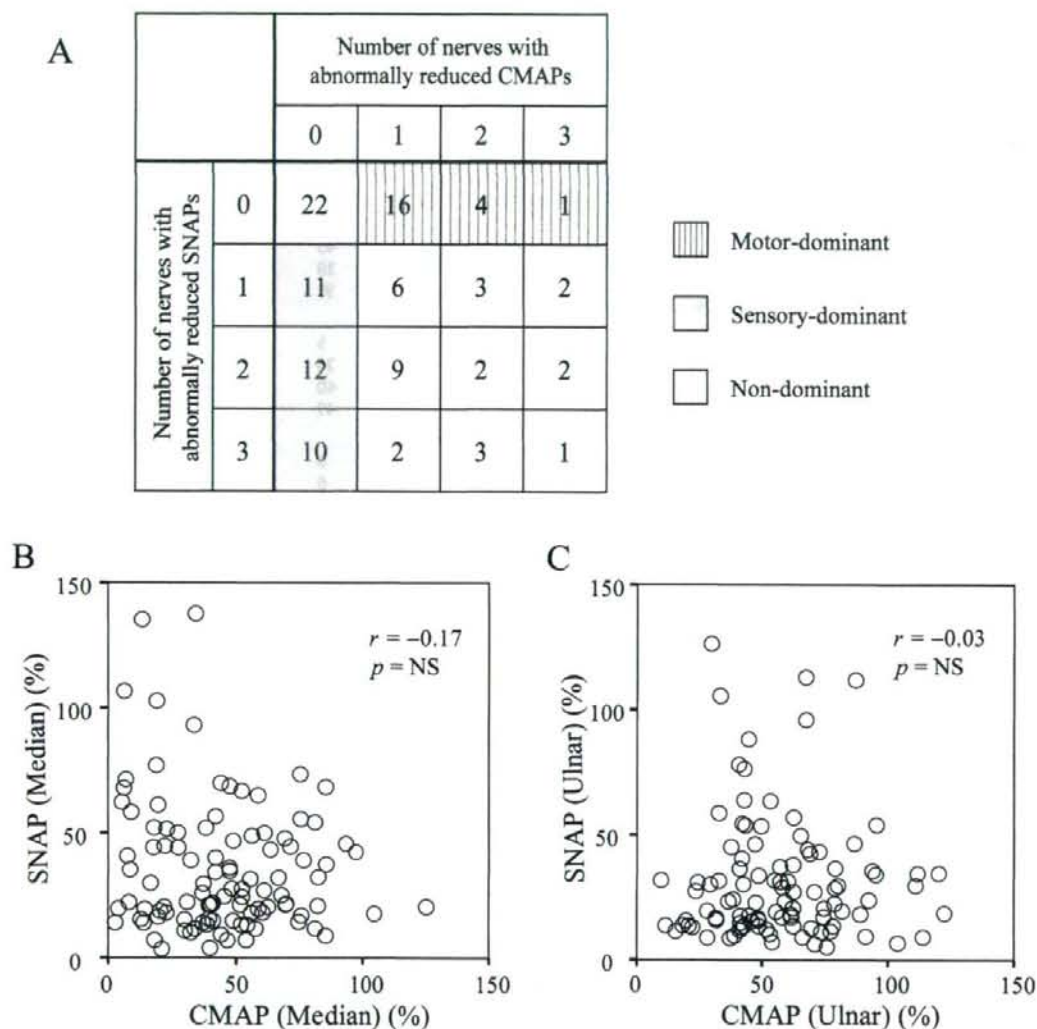 A
Number of nerves with
abnormally reduced CMAPs
0 1 2 3
Number of nerves with
abnormally reduced SNAPs
0 22 16 4 1
1 11 6 3 2
2 12 9 2 2
3 10 2 3 1
Motor-dominant
Sensory-dominant
Non-dominant
B
150
100
50
0
SNAP (Median) (%)
r = –0.17
p = NS
0 50 100 150
CMAP (Median) (%)
C
150
100
50
0
SNAP (Ulnar) (%)
r = –0.03
p = NS
0 50 100 150
CMAP (Ulnar) (%)